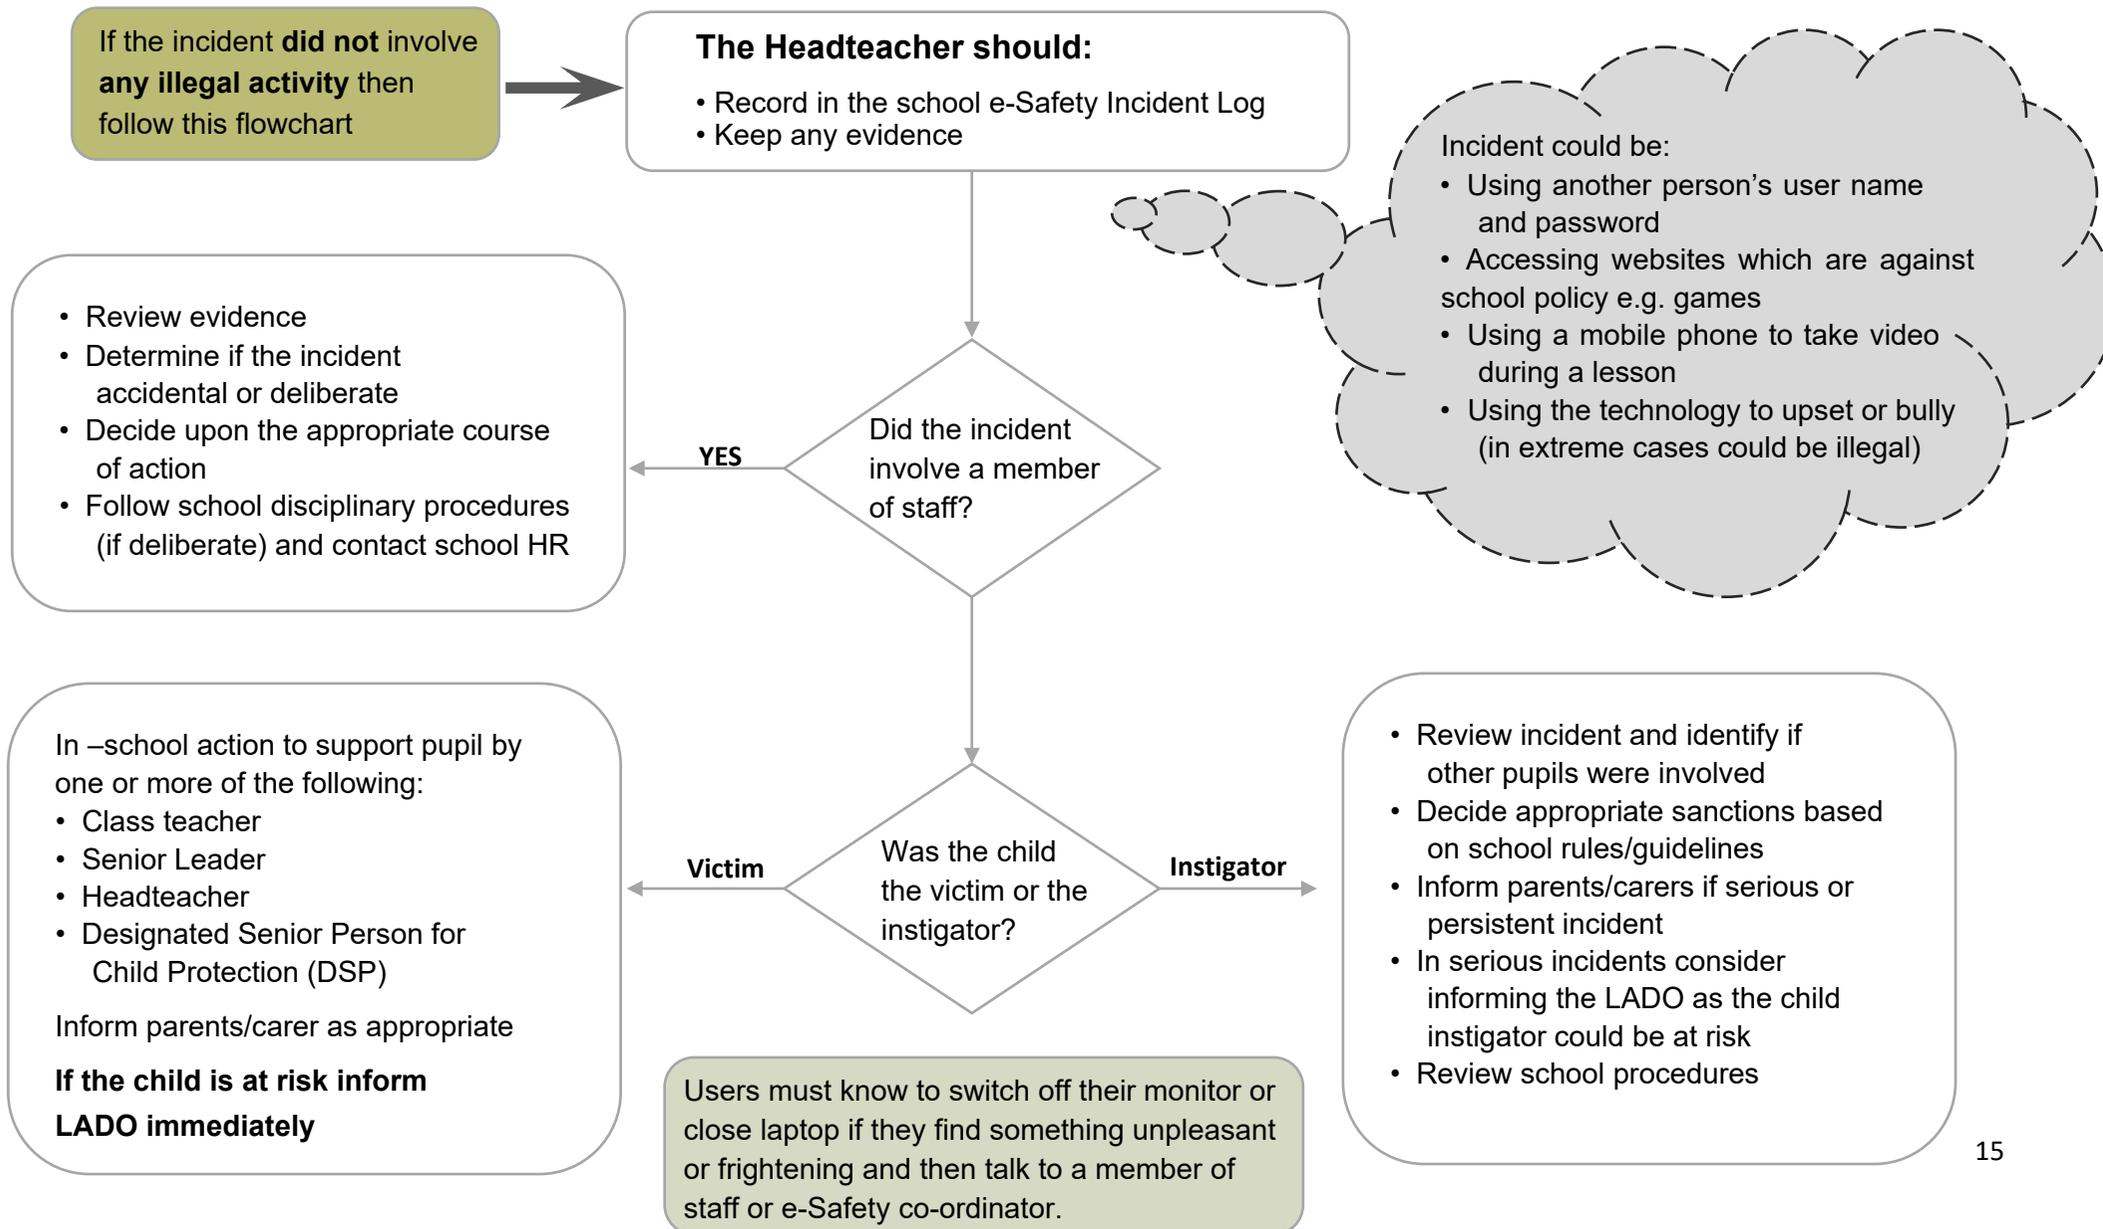 If the incident did not involve
any illegal activity then
follow this flowchart
The Headteacher should:
• Record in the school e-Safety Incident Log
• Keep any evidence
Incident could be:
• Using another person’s user name
and password
• Accessing websites which are against
school policy e.g. games
• Using a mobile phone to take video
during a lesson
• Using the technology to upset or bully
(in extreme cases could be illegal)
• Review evidence
• Determine if the incident
accidental or deliberate
• Decide upon the appropriate course
of action
• Follow school disciplinary procedures
(if deliberate) and contact school HR
YES
Did the incident
involve a member
of staff?
In –school action to support pupil by
one or more of the following:
• Class teacher
• Senior Leader
• Headteacher
• Designated Senior Person for
Child Protection (DSP)
Inform parents/carer as appropriate
If the child is at risk inform
LADO immediately
Victim
Was the child
the victim or the
instigator?
Instigator
• Review incident and identify if
other pupils were involved
• Decide appropriate sanctions based
on school rules/guidelines
• Inform parents/carers if serious or
persistent incident
• In serious incidents consider
informing the LADO as the child
instigator could be at risk
• Review school procedures
Users must know to switch off their monitor or
close laptop if they find something unpleasant
or frightening and then talk to a member of
staff or e-Safety co-ordinator.
15